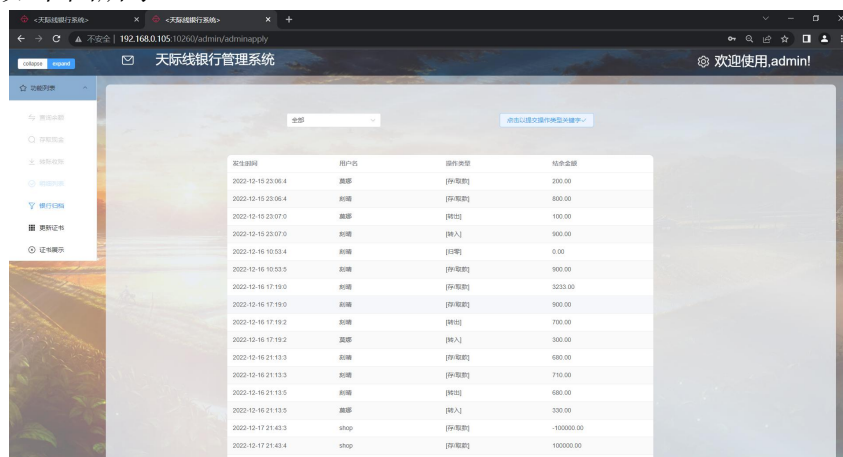 <天际线银行系统> <天际线银行系统>
不安全 192.168.0.105:10260/admin/adminapply
collapse expand 天际线银行管理系统 欢迎使用,admin!
功能列表
全部 点击以提交操作类型关键字
银行归档
更新证书
证书展示
发生时间 用户名 操作类型 结余金额
2022-12-15 23:06:4 莫娜 [存/取款] 200.00
2022-12-15 23:06:4 刻晴 [存/取款] 800.00
2022-12-15 23:07:0 莫娜 [转出] 100.00
2022-12-15 23:07:0 刻晴 [转入] 900.00
2022-12-16 10:53:4 刻晴 [归零] 0.00
2022-12-16 10:53:5 刻晴 [存/取款] 900.00
2022-12-16 17:19:0 刻晴 [存/取款] 3233.00
2022-12-16 17:19:0 刻晴 [存/取款] 900.00
2022-12-16 17:19:2 刻晴 [转出] 700.00
2022-12-16 17:19:2 莫娜 [转入] 300.00
2022-12-16 21:13:3 刻晴 [存/取款] 680.00
2022-12-16 21:13:3 刻晴 [存/取款] 710.00
2022-12-16 21:13:5 刻晴 [转出] 680.00
2022-12-16 21:13:5 莫娜 [转入] 330.00
2022-12-17 21:43:3 shop [存/取款] -100000.00
2022-12-17 21:43:4 shop [存/取款] 100000.00